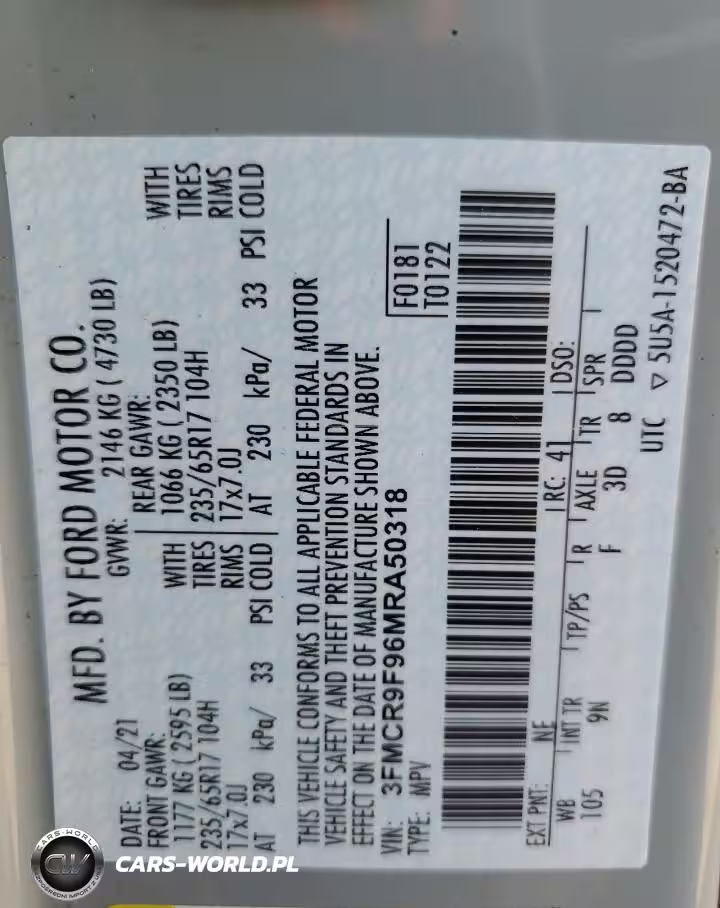 MFD. BY FORD MOTOR CO.
DATE: 04/21 GVWR: 2146 KG ( 4730 LB)
FRONT GAWR: REAR GAWR:
1177 KG ( 2595 LB) WITH 1066 KG ( 2350 LB) WITH
235/65R17 104H TIRES 235/65R17 104H TIRES
17x7.0J RIMS 17x7.0J RIMS
AT 230 kPa/ 33 PSI COLD AT 230 kPa/ 33 PSI COLD
THIS VEHICLE CONFORMS TO ALL APPLICABLE FEDERAL MOTOR
VEHICLE SAFETY AND THEFT PREVENTION STANDARDS IN
EFFECT ON THE DATE OF MANUFACTURE SHOWN ABOVE.
VIN: 3FMCR9F96MRA50318 F0181
TYPE: MPV T0122
EXT PNT: NE RC: 41 DSO:
WB INT TR TP/PS R AXLE TR SPR
105 9N F 3D 8 DDDD
UTC ▽ 5U5A-1520472-BA
CARS-WORLD
CW
CARS-WORLD.PL